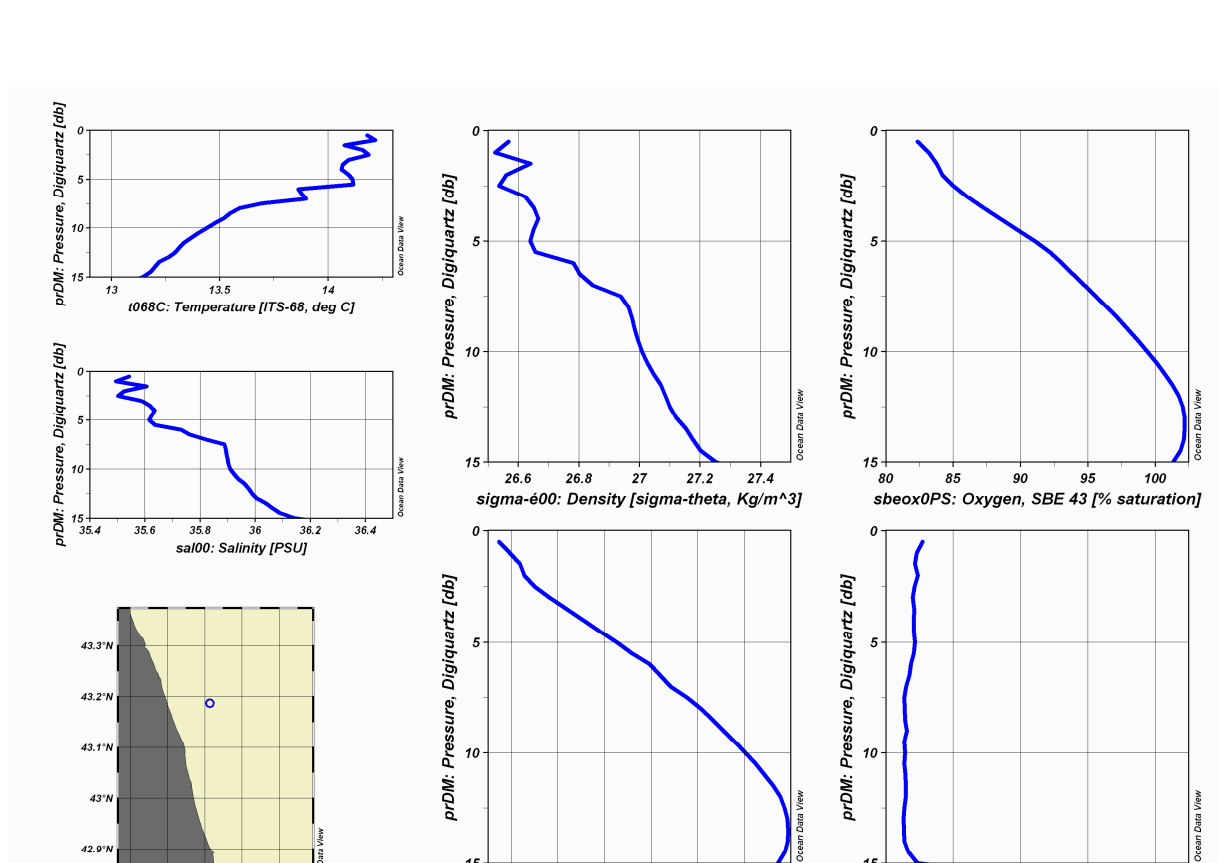 prDM: Pressure, Digiquartz [db]
0
5
10
15
13
13.5
14
t068C: Temperature [ITS-68, deg C]
Ocean Data View
prDM: Pressure, Digiquartz [db]
0
5
10
15
35.4
35.6
35.8
36
36.2
36.4
sal00: Salinity [PSU]
Ocean Data View
43.3°N
43.2°N
43.1°N
43°N
42.9°N
Data View
prDM: Pressure, Digiquartz [db]
0
5
10
15
26.6
26.8
27
27.2
27.4
sigma-é00: Density [sigma-theta, Kg/m^3]
Ocean Data View
prDM: Pressure, Digiquartz [db]
0
5
10
15
80
85
90
95
100
sbeox0PS: Oxygen, SBE 43 [% saturation]
Ocean Data View
prDM: Pressure, Digiquartz [db]
0
5
10
15
Ocean Data View
prDM: Pressure, Digiquartz [db]
0
5
10
15
Ocean Data View